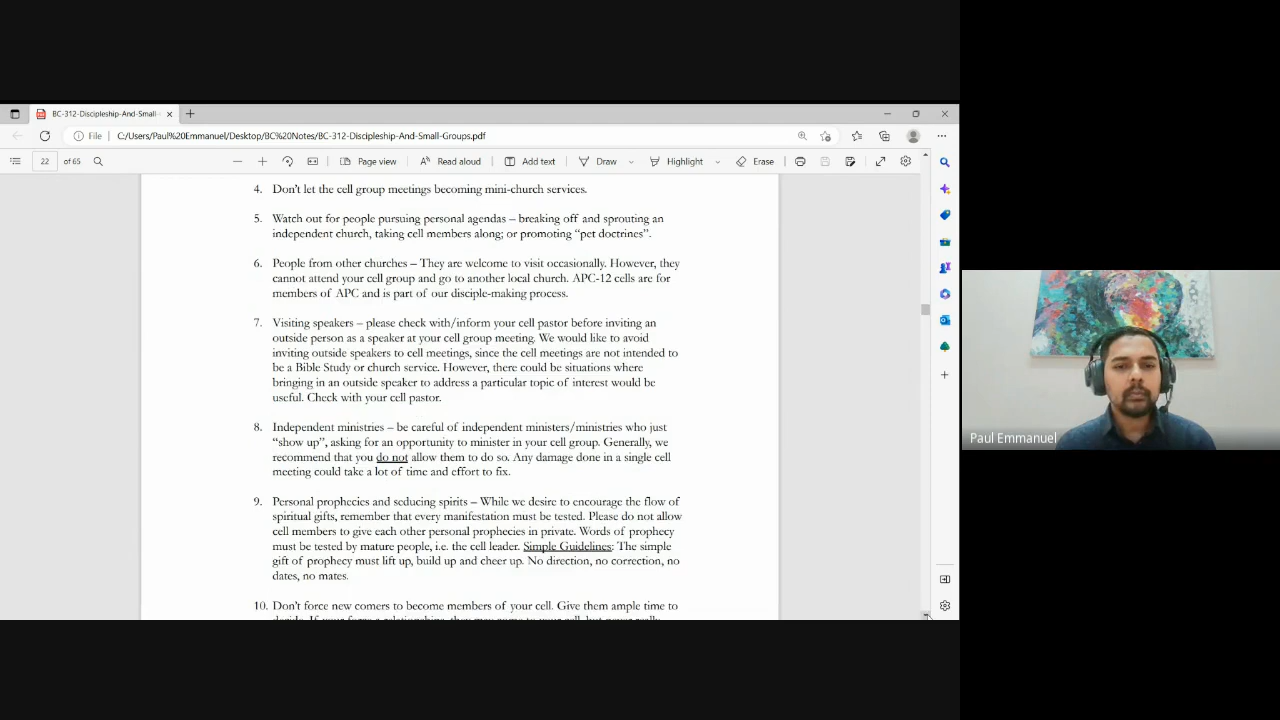 BC-312-Discipleship-And-Small-
File
C:/Users/Paul%20Emmanuel/Desktop/BC%20Notes/BC-312-Discipleship-And-Small-Groups.pdf
22 of 65
Page view
Read aloud
Add text
Draw
Highlight
Erase
4. Don't let the cell group meetings becoming mini-church services.
5. Watch out for people pursuing personal agendas – breaking off and sprouting an
independent church, taking cell members along; or promoting "pet doctrines".
6. People from other churches – They are welcome to visit occasionally. However, they
cannot attend your cell group and go to another local church. APC-12 cells are for
members of APC and is part of our disciple-making process.
7. Visiting speakers – please check with/inform your cell pastor before inviting an
outside person as a speaker at your cell group meeting. We would like to avoid
inviting outside speakers to cell meetings, since the cell meetings are not intended to
be a Bible Study or church service. However, there could be situations where
bringing in an outside speaker to address a particular topic of interest would be
useful. Check with your cell pastor.
8. Independent ministries – be careful of independent ministers/ministries who just
"show up", asking for an opportunity to minister in your cell group. Generally, we
recommend that you do not allow them to do so. Any damage done in a single cell
meeting could take a lot of time and effort to fix.
9. Personal prophecies and seducing spirits – While we desire to encourage the flow of
spiritual gifts, remember that every manifestation must be tested. Please do not allow
cell members to give each other personal prophecies in private. Words of prophecy
must be tested by mature people, i.e. the cell leader. Simple Guidelines: The simple
gift of prophecy must lift up, build up and cheer up. No direction, no correction, no
dates, no mates.
10. Don't force new comers to become members of your cell. Give them ample time to
Paul Emmanuel